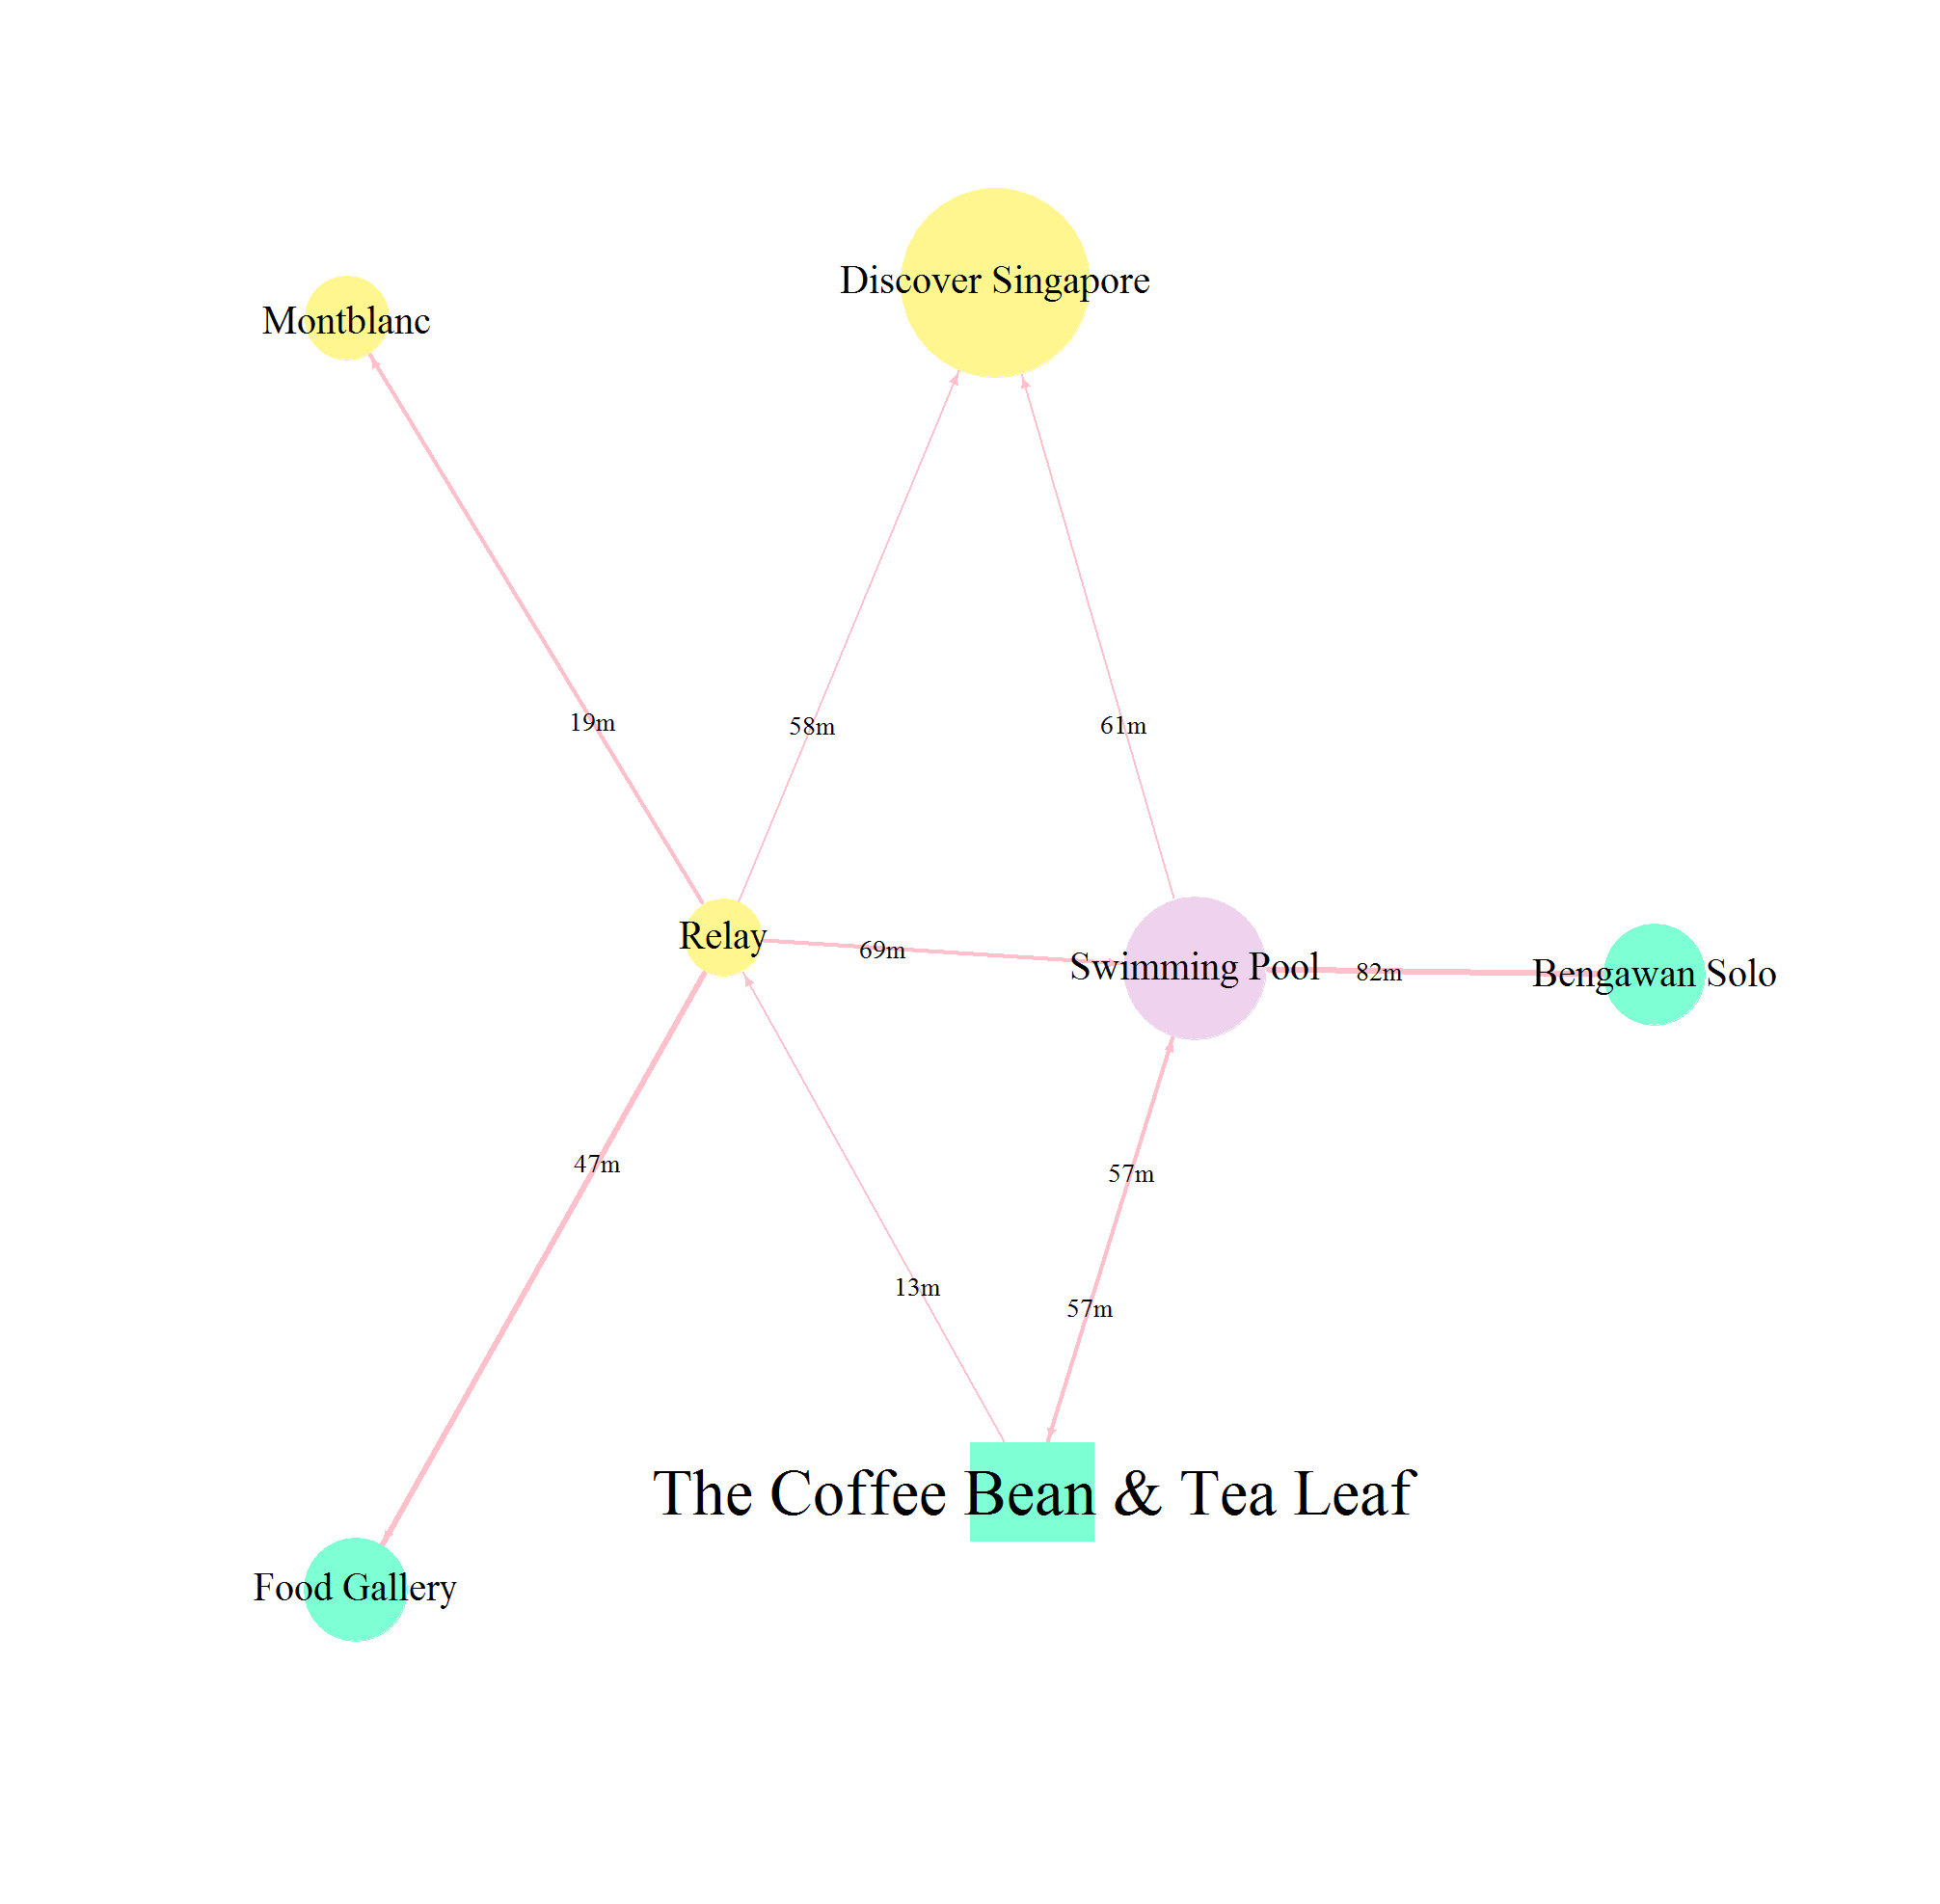 Discover Singapore
Montblanc
19m
58m
61m
Relay
69m
Swimming Pool
82m
Bengawan Solo
47m
57m
13m
57m
The Coffee Bean & Tea Leaf
Food Gallery